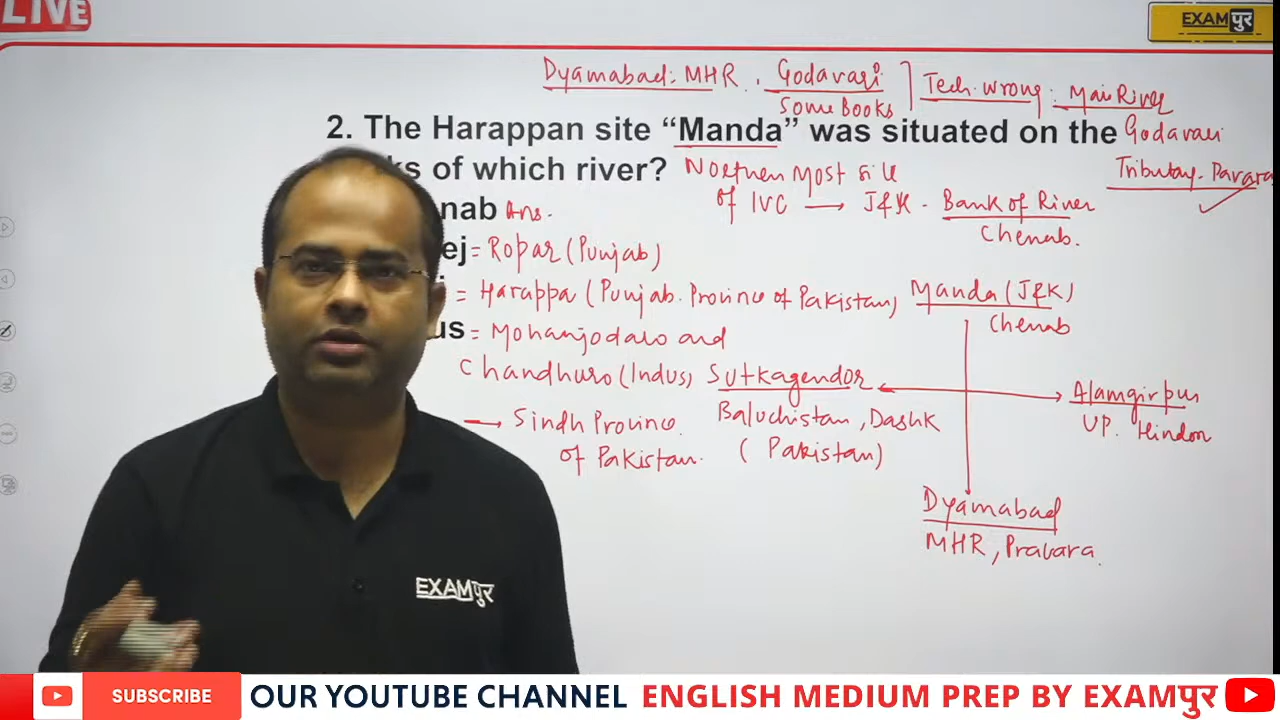 LIVE
EXAMपुर
Dyamabad: MHR. Godavari
Some Books
Tech. wrong: Main River
Godavari
Tributary - Pravara
2. The Harappan site “Manda” was situated on the
ks of which river?
Northern Most site
of IVC → J&K - Bank of River
Chenab.
nab Ans.
ej = Ropar (Punjab)
i = Harappa (Punjab Province of Pakistan)
us = Mohanjodaro and
Chandhuro (Indus)
→ Sindh Province
of Pakistan.
Manda (J&K)
Chenab
Sutkagendor
Baluchistan, Dashk
(Pakistan)
Alamgirpur
UP. Hindon
Dyamabad
MHR, Pravara.
EXAMपुर
SUBSCRIBE
OUR YOUTUBE CHANNEL ENGLISH MEDIUM PREP BY EXAMपुर